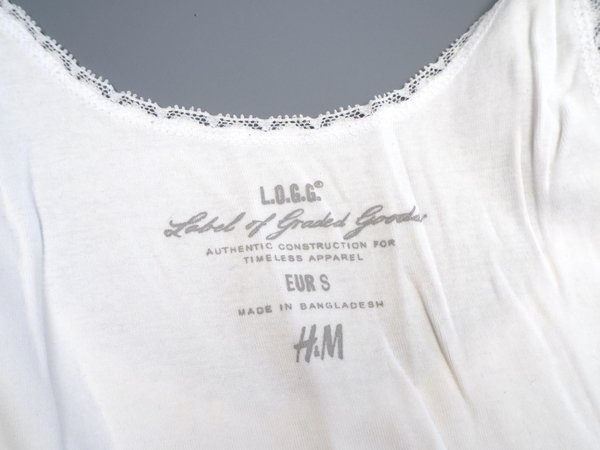 L.O.G.G.®
Label of Graded Goods
AUTHENTIC CONSTRUCTION FOR
TIMELESS APPAREL
EUR S
MADE IN BANGLADESH
H&M